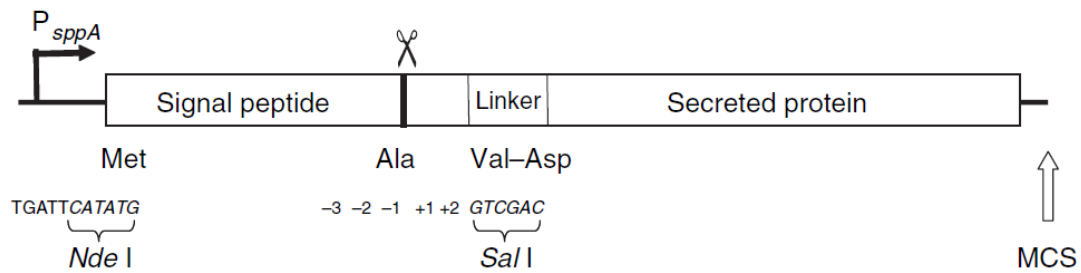 P sppA
Signal peptide Linker Secreted protein
Met Ala Val–Asp
TGATTCATATG –3 –2 –1 +1 +2 GTCGAC
Nde I Sal I MCS